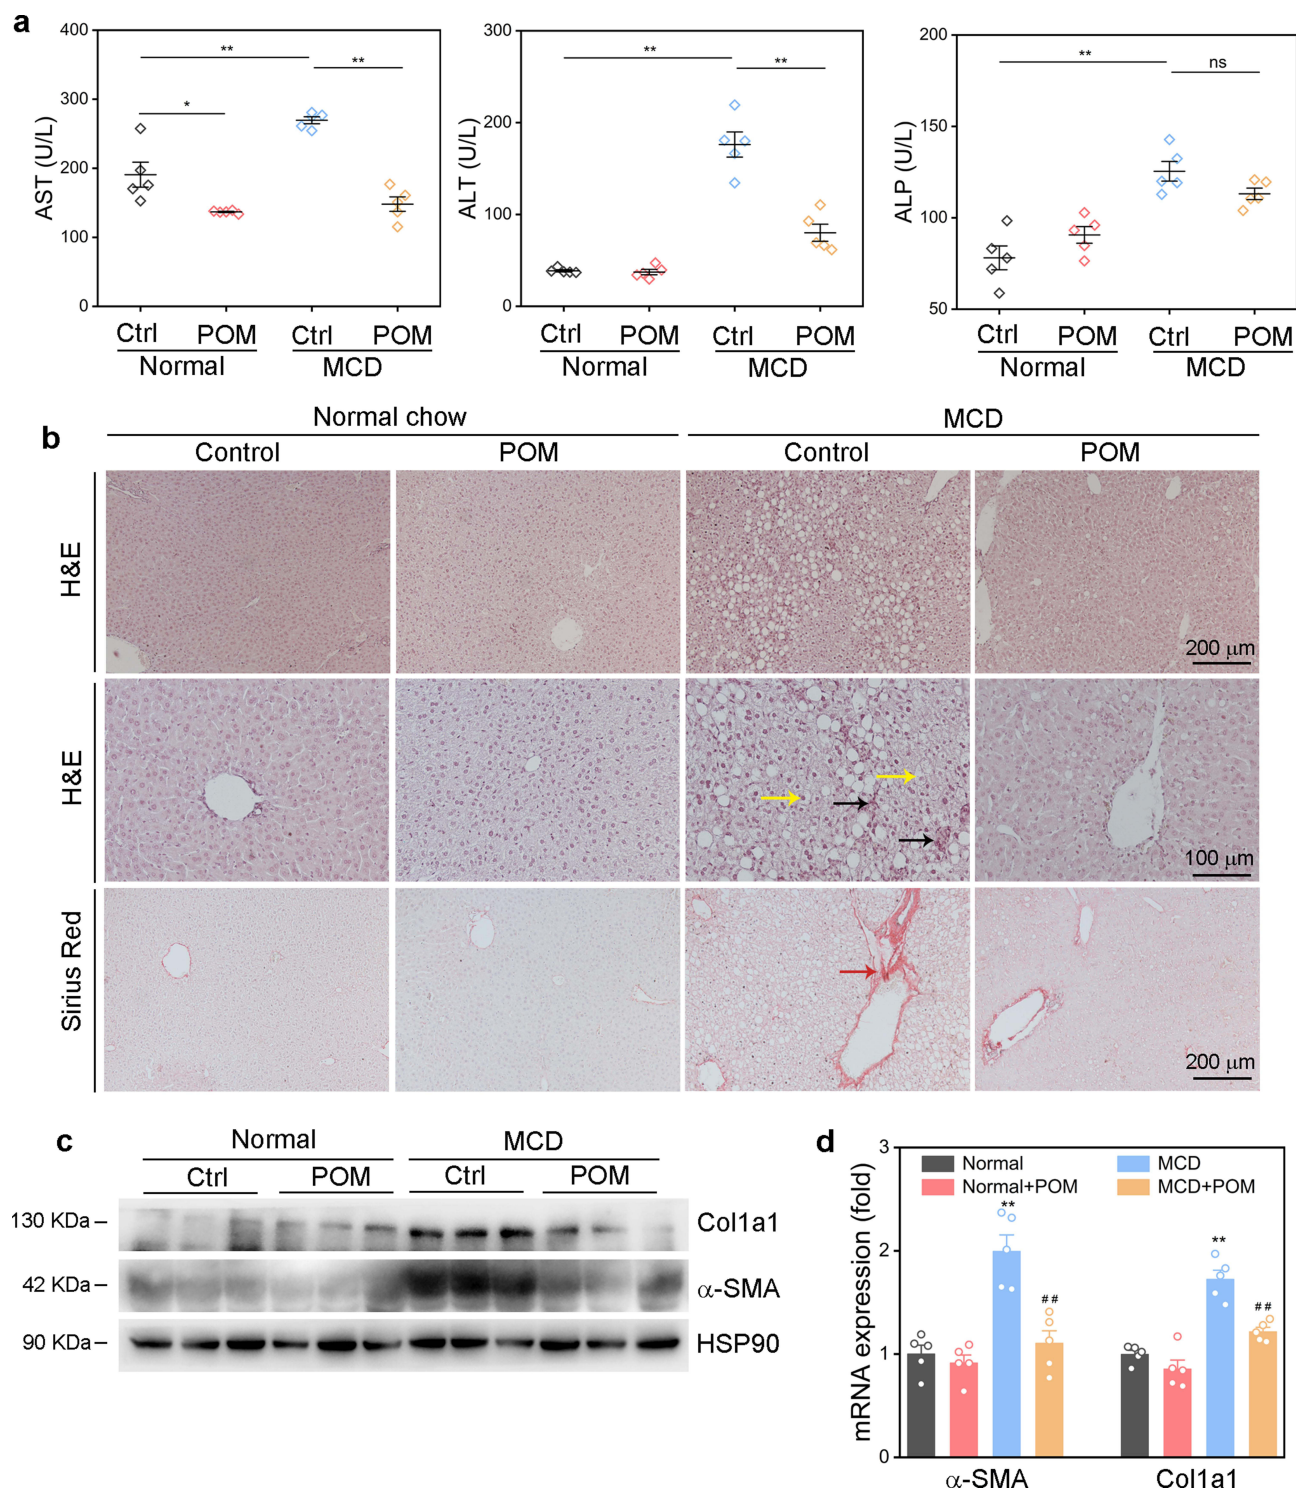 a
400
300
200
100
0
AST (U/L)
**
**
*
Ctrl POM Ctrl POM
Normal MCD
300
200
100
0
ALT (U/L)
**
**
Ctrl POM Ctrl POM
Normal MCD
200
150
100
50
ALP (U/L)
**
ns
Ctrl POM Ctrl POM
Normal MCD
b
Normal chow MCD
Control POM Control POM
H&E
200 μm
H&E
100 μm
Sirius Red
200 μm
c
Normal MCD
Ctrl POM Ctrl POM
130 KDa Col1a1
42 KDa α-SMA
90 KDa HSP90
d
3
2
1
0
mRNA expression (fold)
Normal MCD
Normal+POM MCD+POM
**
##
**
##
α-SMA Col1a1